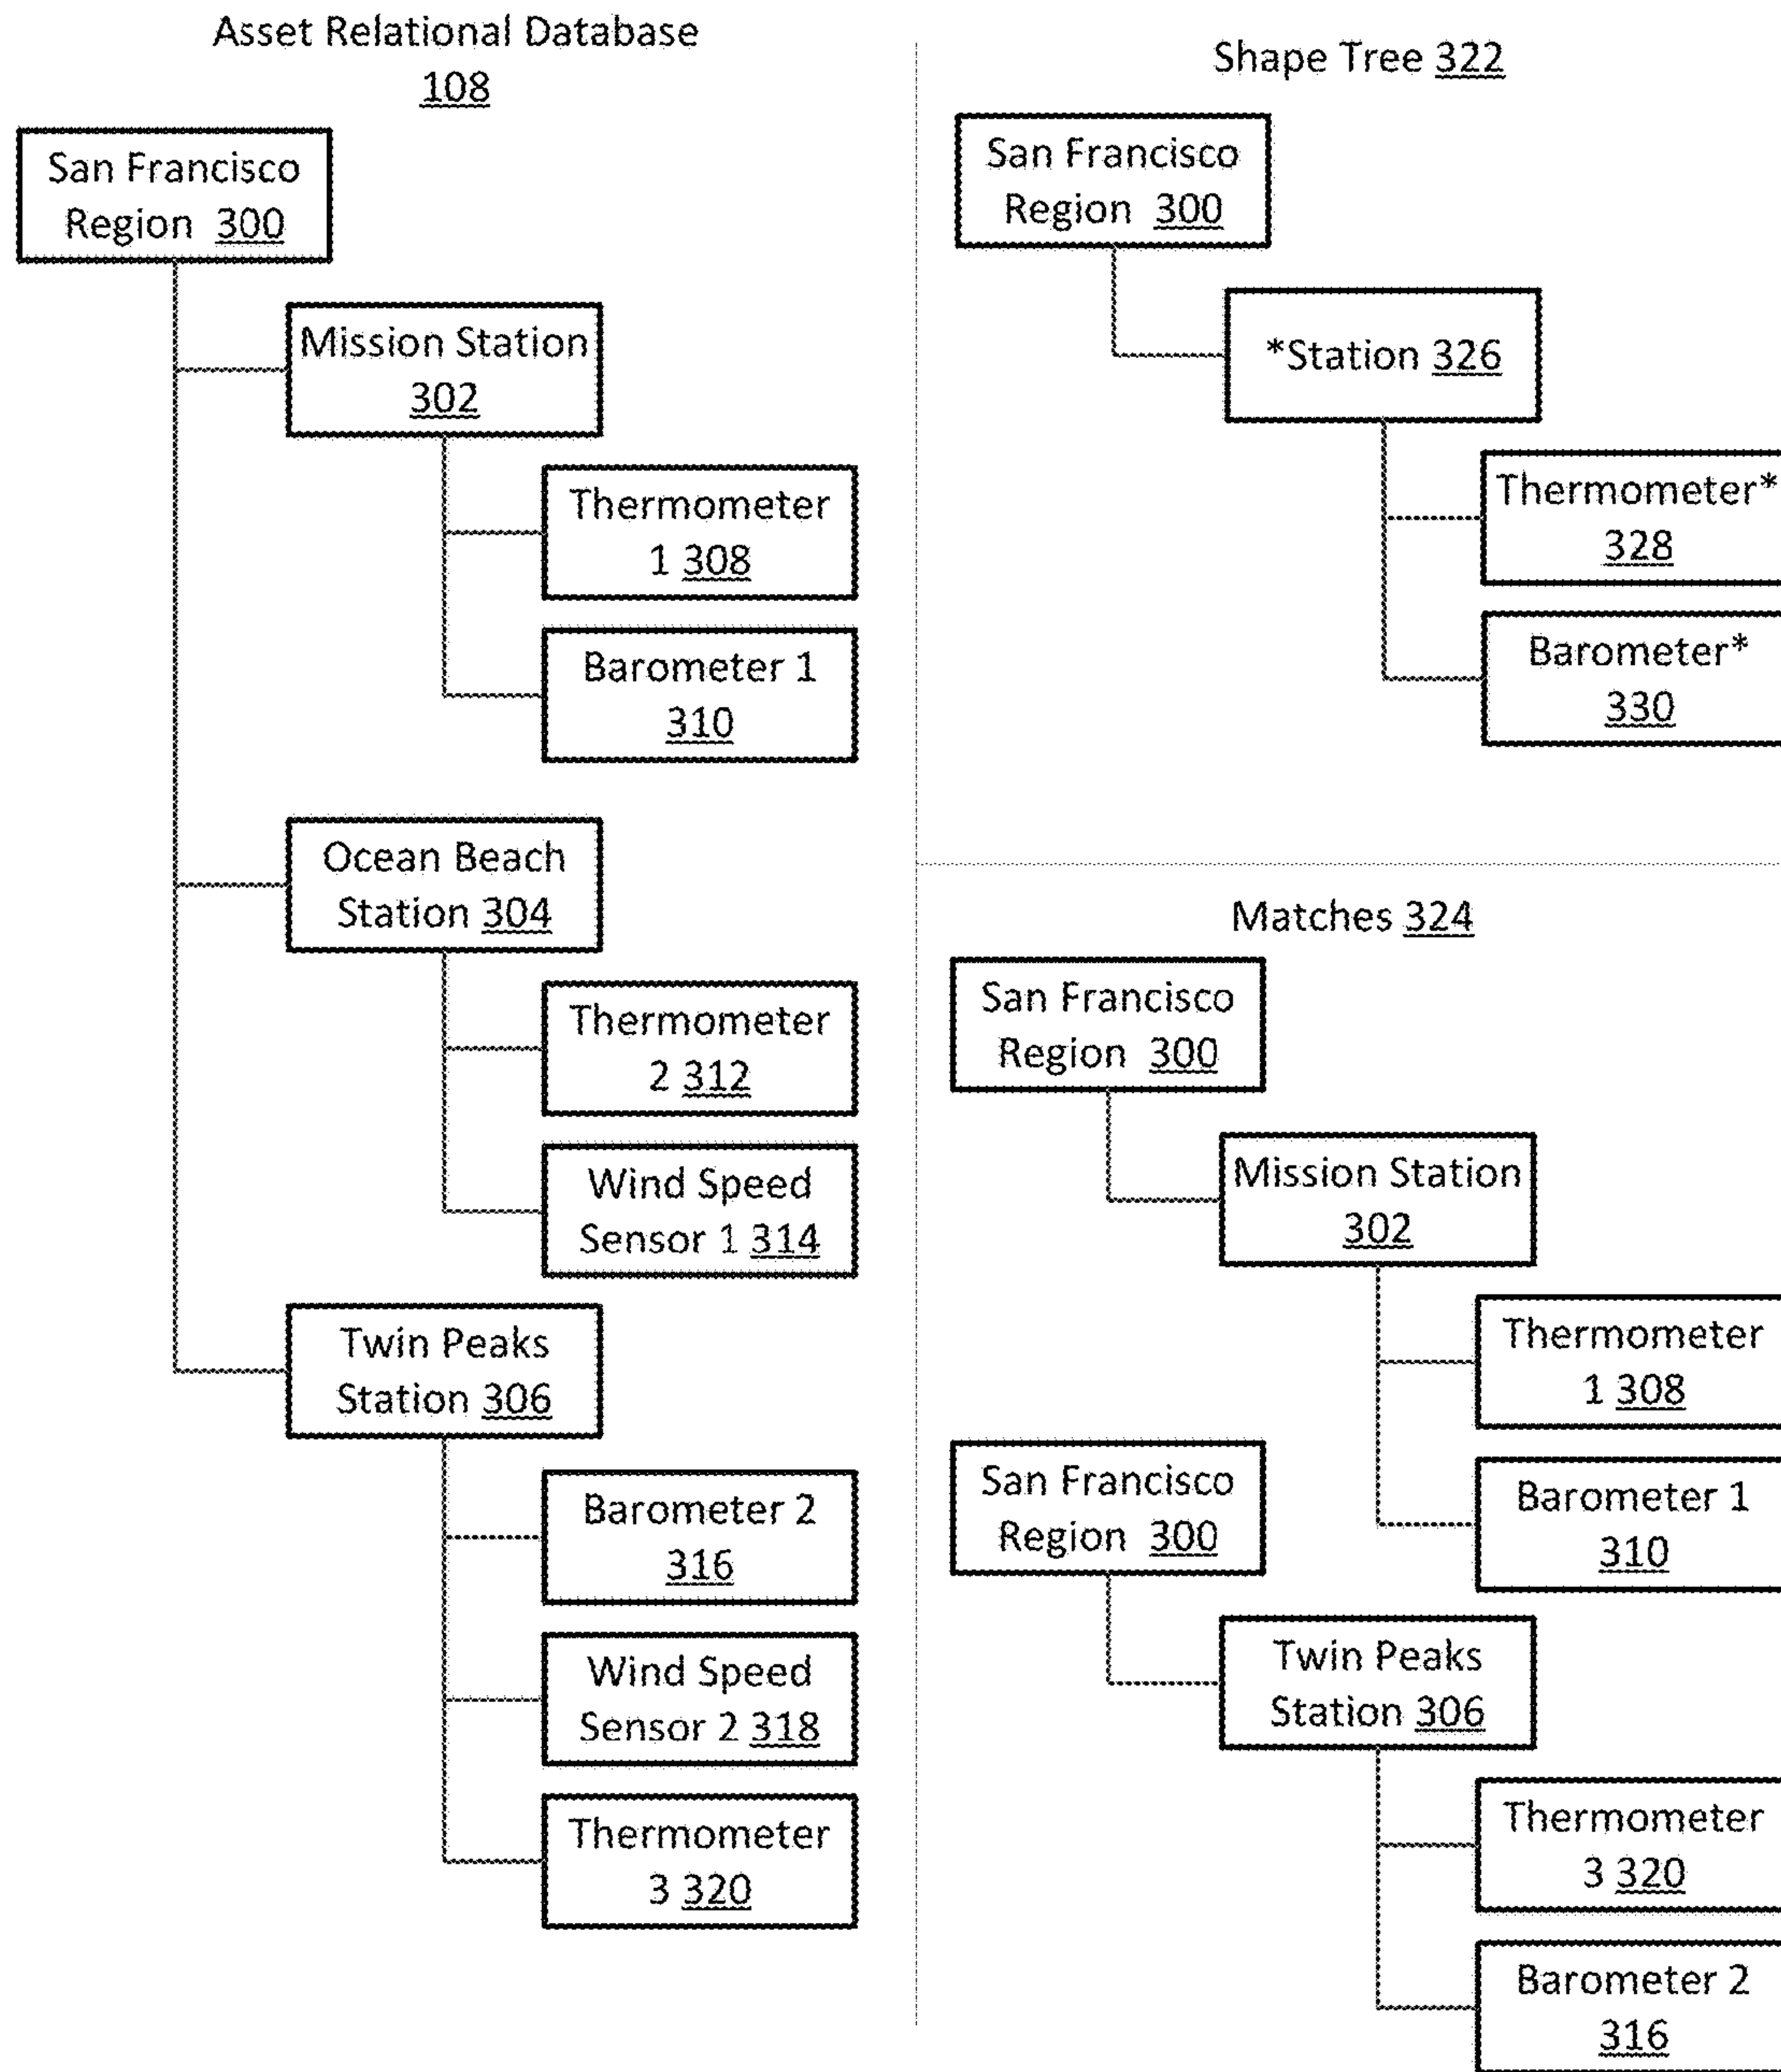 Asset Relational Database
108
San Francisco
Region 300
Mission Station
302
Thermometer
1 308
Barometer 1
310
Ocean Beach
Station 304
Thermometer
2 312
Wind Speed
Sensor 1 314
Twin Peaks
Station 306
Barometer 2
316
Wind Speed
Sensor 2 318
Thermometer
3 320
Shape Tree 322
San Francisco
Region 300
*Station 326
Thermometer*
328
Barometer*
330
Matches 324
San Francisco
Region 300
Mission Station
302
Thermometer
1 308
Barometer 1
310
San Francisco
Region 300
Twin Peaks
Station 306
Thermometer
3 320
Barometer 2
316